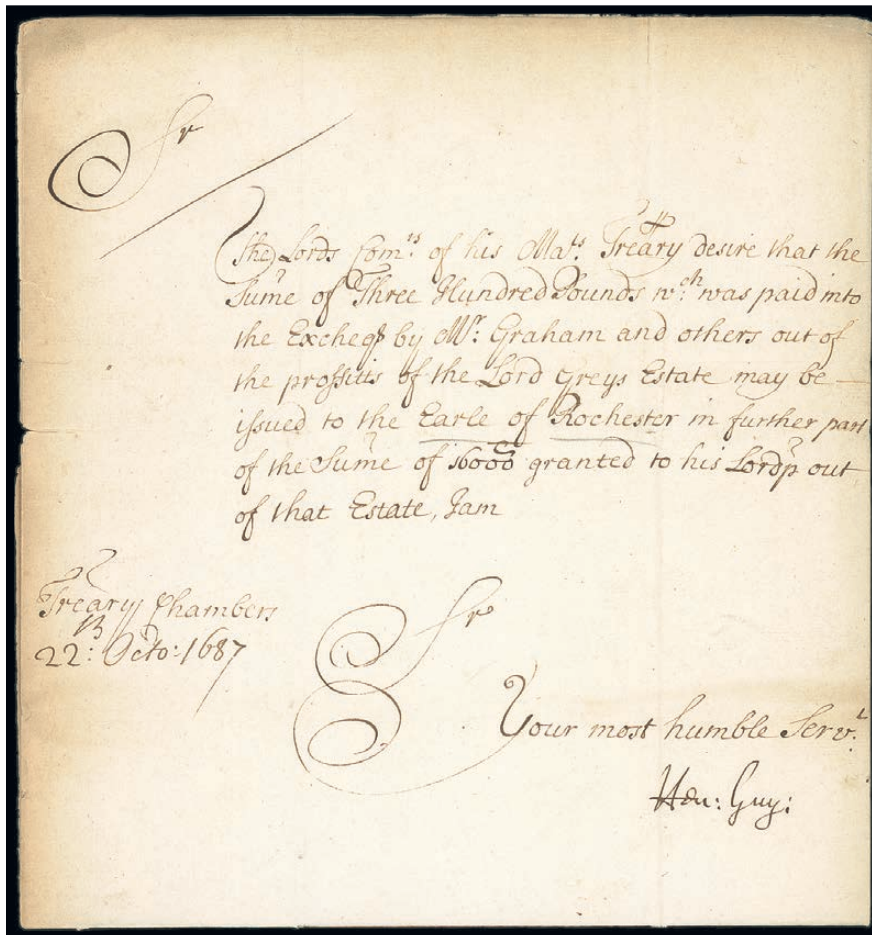 Sr
The Lords Comrs of his Mats Treary desire that the
Sume of Three Hundred Pounds wch was paid into
the Excheqr by Mr. Graham and others out of
the proffitts of the Lord Greys Estate may be
issued to the Earle of Rochester in further part
of the Sume of 16000 granted to his Lordp out
of that Estate, I am
Sr
Treary Chambers
22: Octo: 1687
Your most humble Servt.
Hen: Guy: